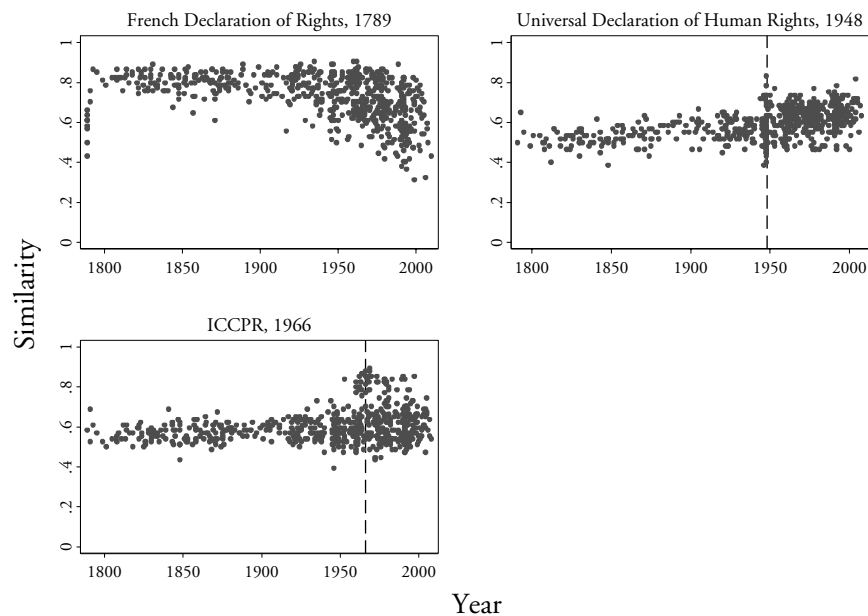 French Declaration of Rights, 1789
1
.8
.6
.4
.2
0
1800 1850 1900 1950 2000
Universal Declaration of Human Rights, 1948
1
.8
.6
.4
.2
0
1800 1850 1900 1950 2000
Similarity
ICCPR, 1966
1
.8
.6
.4
.2
0
1800 1850 1900 1950 2000
Year